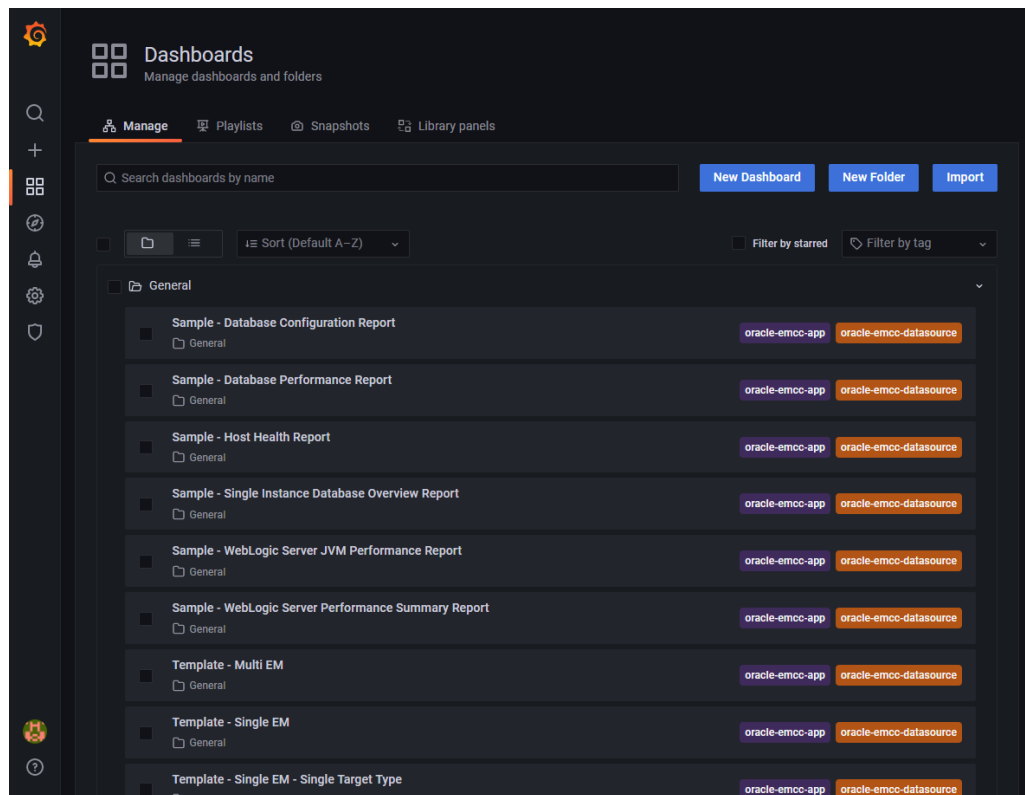 Dashboards
Manage dashboards and folders
Manage Playlists Snapshots Library panels
Search dashboards by name New Dashboard New Folder Import
Sort (Default A–Z) Filter by starred Filter by tag
General
Sample - Database Configuration Report
General
oracle-emcc-app oracle-emcc-datasource
Sample - Database Performance Report
General
oracle-emcc-app oracle-emcc-datasource
Sample - Host Health Report
General
oracle-emcc-app oracle-emcc-datasource
Sample - Single Instance Database Overview Report
General
oracle-emcc-app oracle-emcc-datasource
Sample - WebLogic Server JVM Performance Report
General
oracle-emcc-app oracle-emcc-datasource
Sample - WebLogic Server Performance Summary Report
General
oracle-emcc-app oracle-emcc-datasource
Template - Multi EM
General
oracle-emcc-app oracle-emcc-datasource
Template - Single EM
General
oracle-emcc-app oracle-emcc-datasource
Template - Single EM - Single Target Type
oracle-emcc-app oracle-emcc-datasource